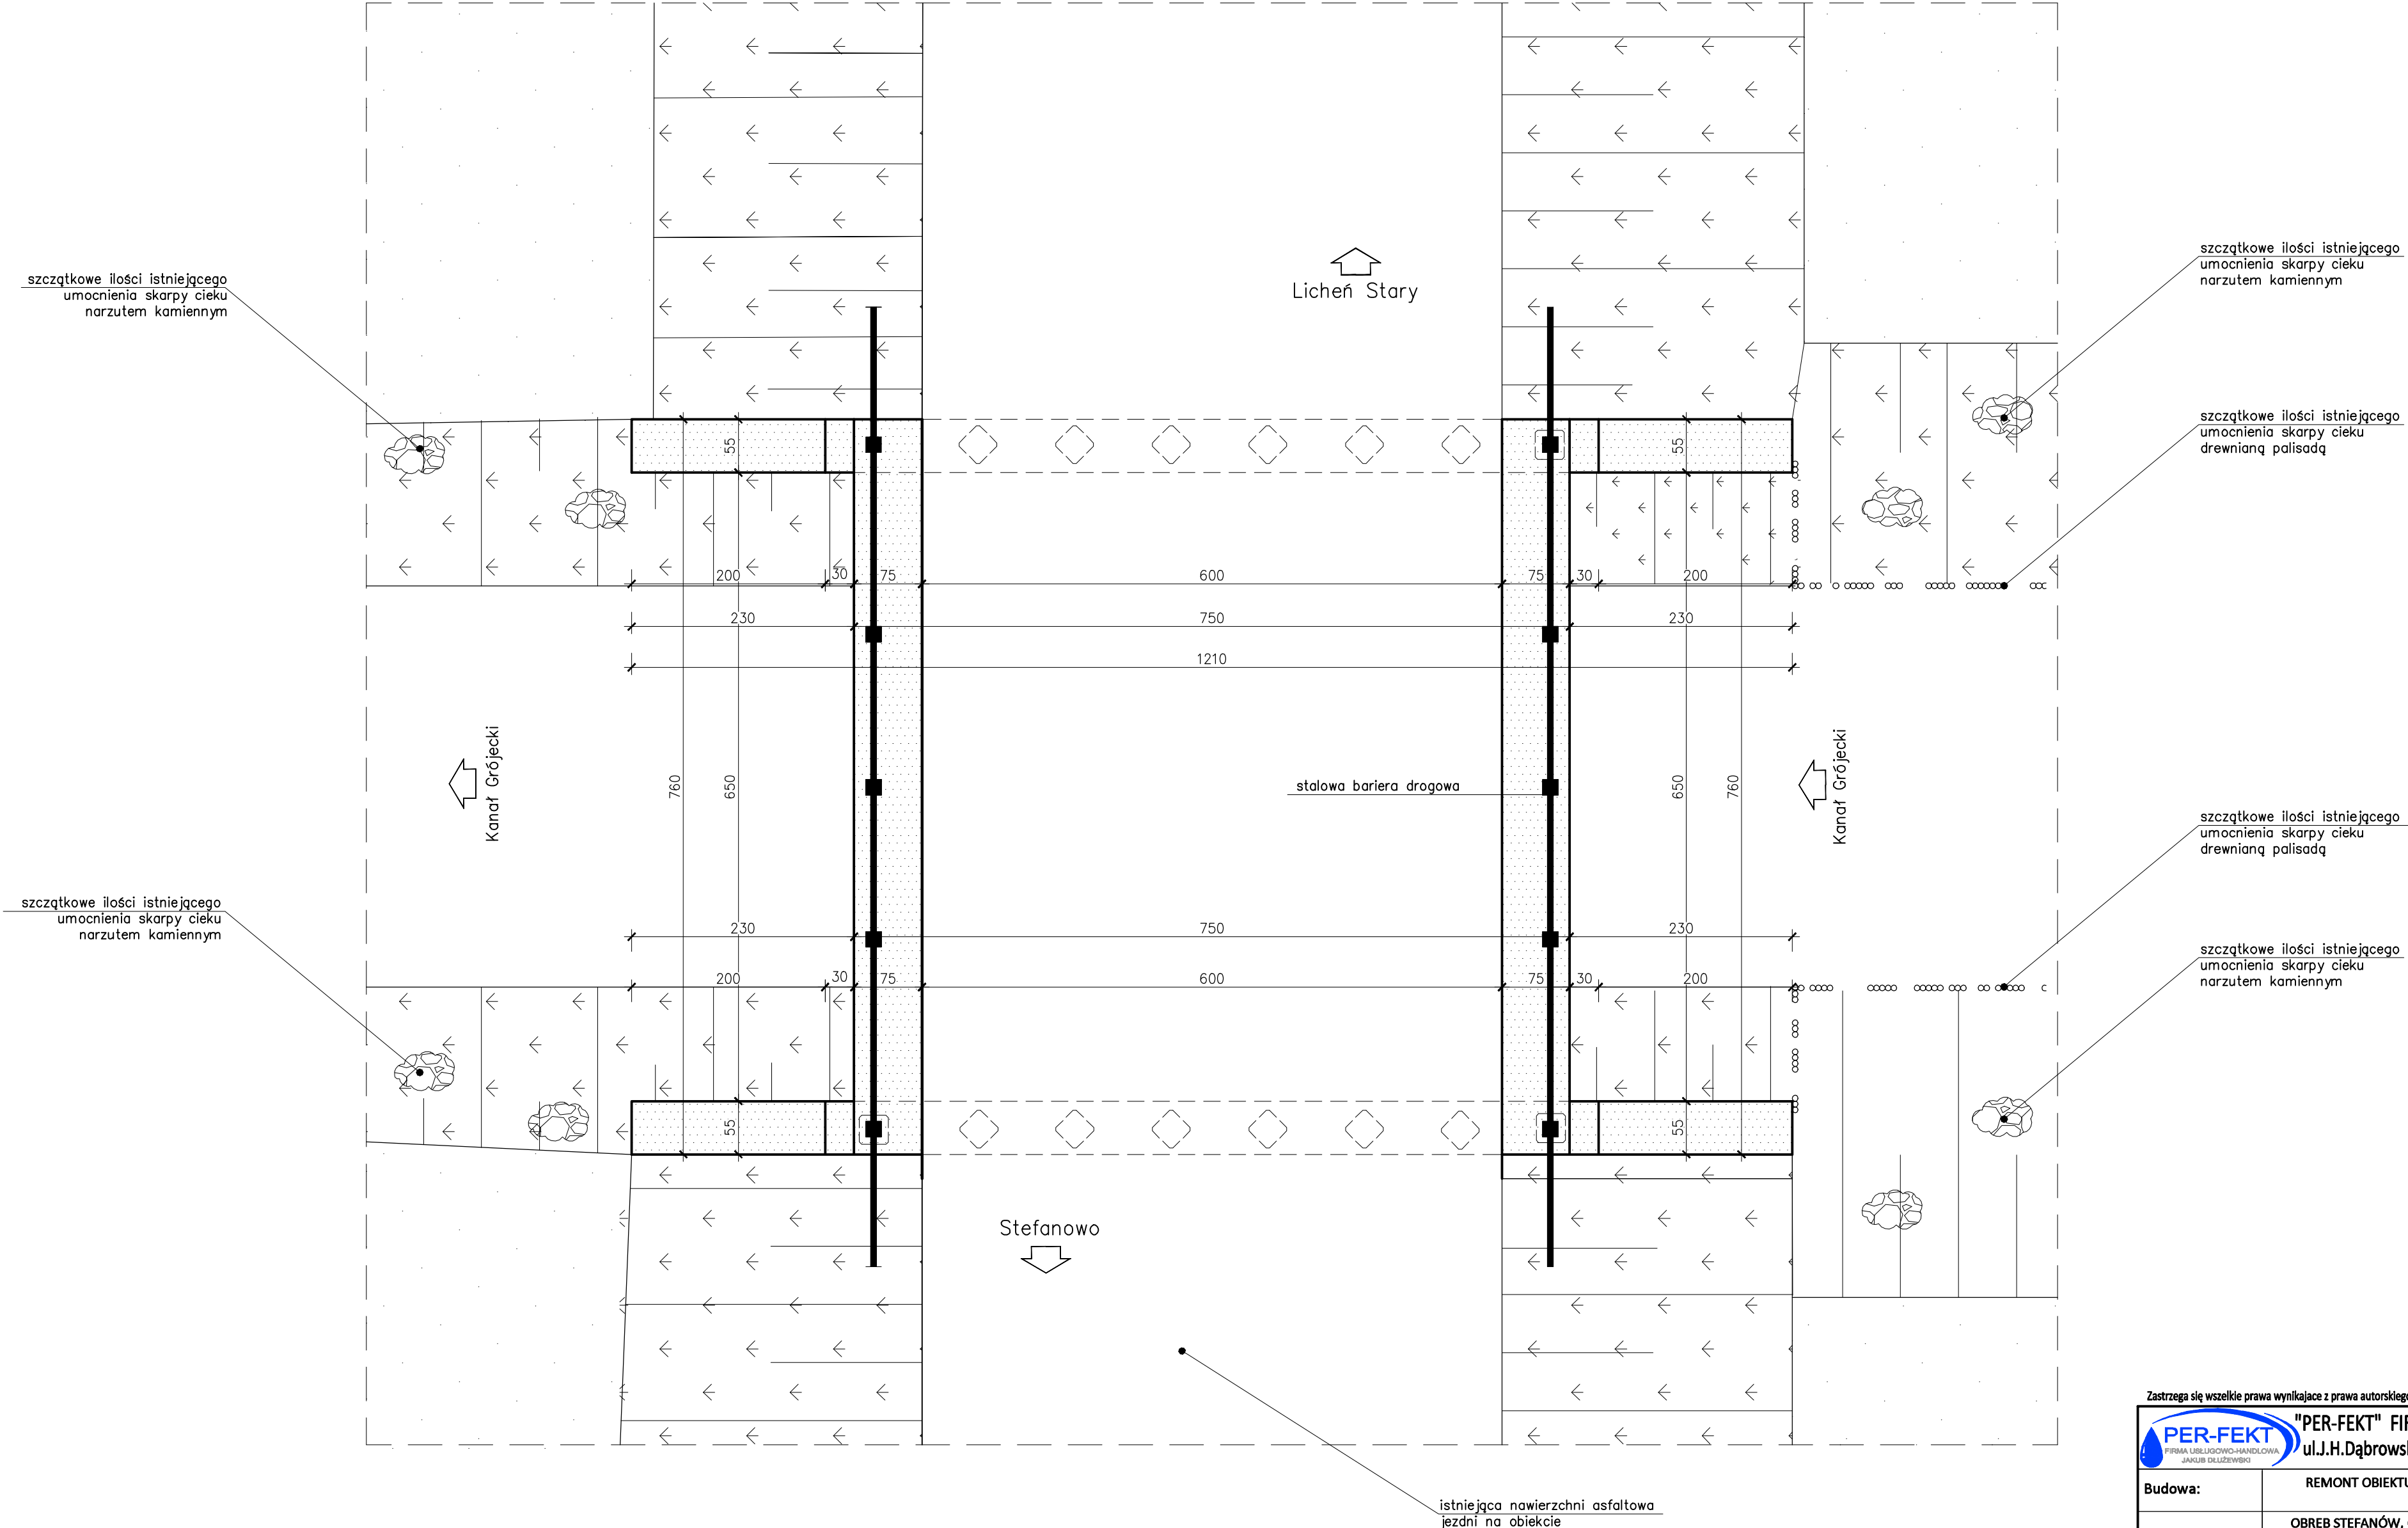 Licheń Stary
szczątkowe ilości istniejącego
umocnienia skarpy cieku
narzutem kamiennym
szczątkowe ilości istniejącego
umocnienia skarpy cieku
narzutem kamiennym
szczątkowe ilości istniejącego
umocnienia skarpy cieku
drewnianą palisadą
55
55
200
30
75
600
75
30
200
230
750
230
1210
Kanał Grójecki
760
650
stalowa bariera drogowa
650
760
Kanał Grójecki
szczątkowe ilości istniejącego
umocnienia skarpy cieku
drewnianą palisadą
szczątkowe ilości istniejącego
umocnienia skarpy cieku
narzutem kamiennym
230
750
230
200
30
75
600
75
30
200
szczątkowe ilości istniejącego
umocnienia skarpy cieku
narzutem kamiennym
55
55
Stefanowo
istniejąca nawierzchni asfaltowa
jezdni na obiekcie
Zastrzega się wszelkie prawa wynikajace z prawa autorskiego
PER-FEKT
FIRMA USŁUGOWO-HANDLOWA
JAKUB DŁUŻEWSKI
"PER-FEKT" FI
ul.J.H.Dąbrows
Budowa:
REMONT OBIEKTU
OBRĘB STEFANÓW,